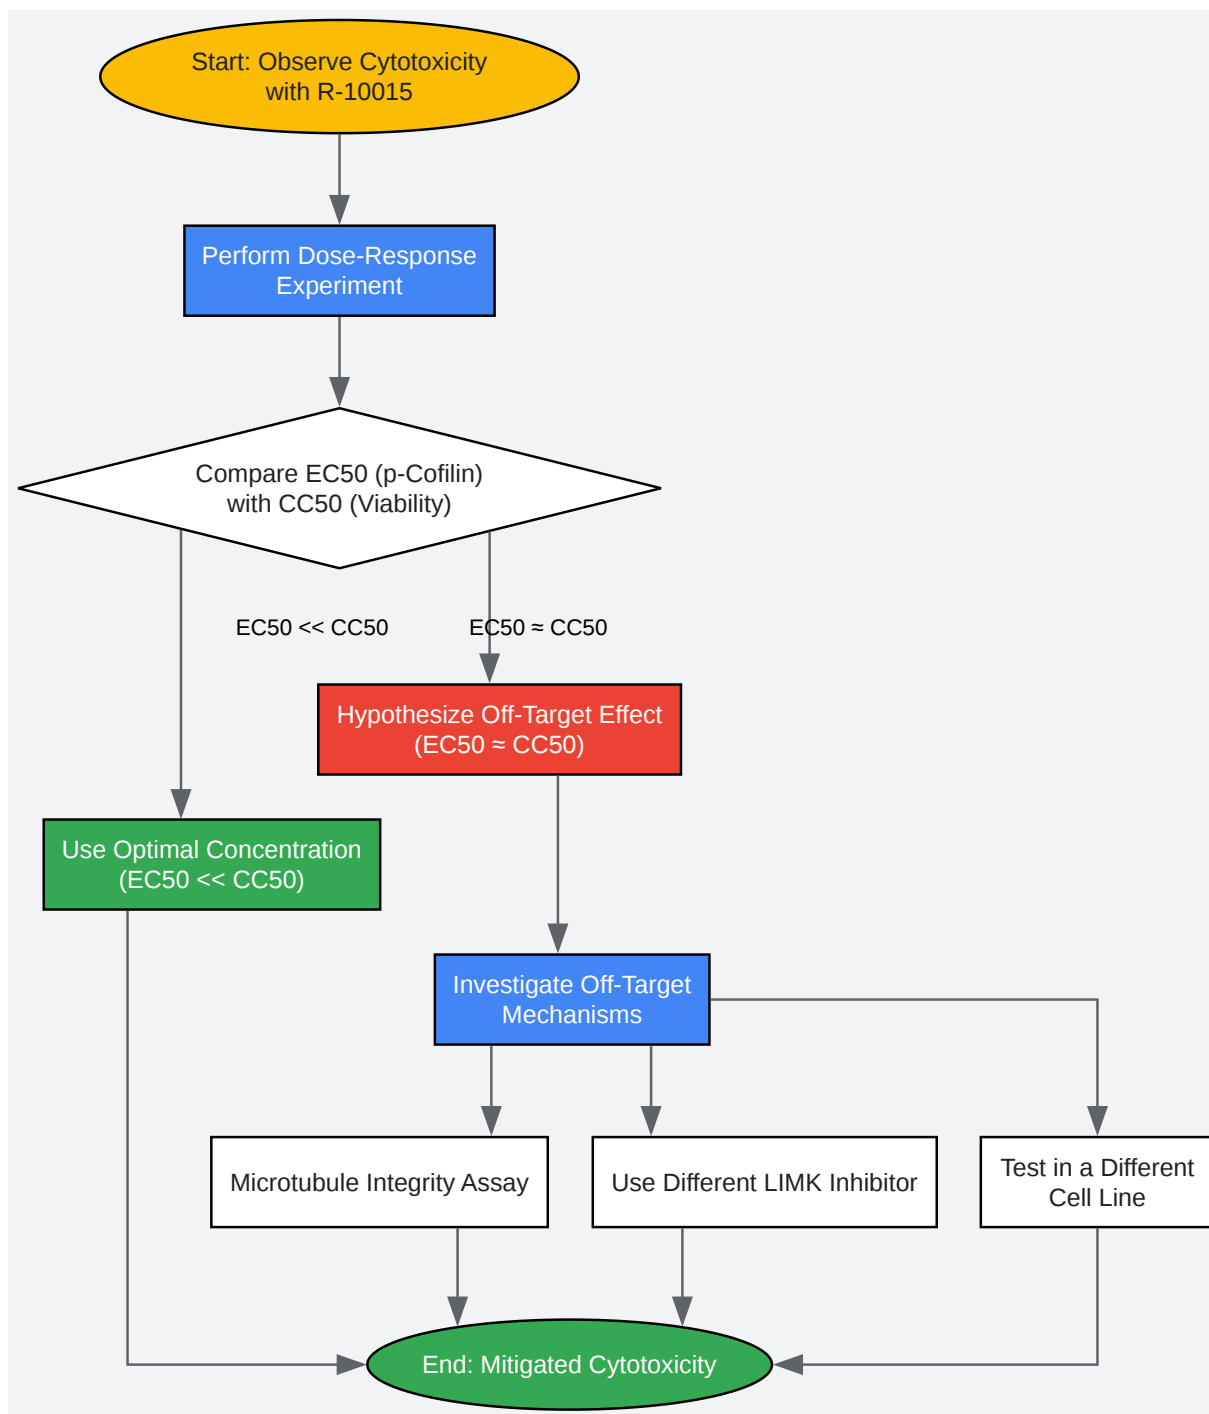 Start: Observe Cytotoxicity
with R-10015
Perform Dose-Response
Experiment
Compare EC50 (p-Cofilin)
with CC50 (Viability)
EC50 << CC50
EC50 ≈ CC50
Hypothesize Off-Target Effect
(EC50 ≈ CC50)
Use Optimal Concentration
(EC50 << CC50)
Investigate Off-Target
Mechanisms
Microtubule Integrity Assay
Use Different LIMK Inhibitor
Test in a Different
Cell Line
End: Mitigated Cytotoxicity